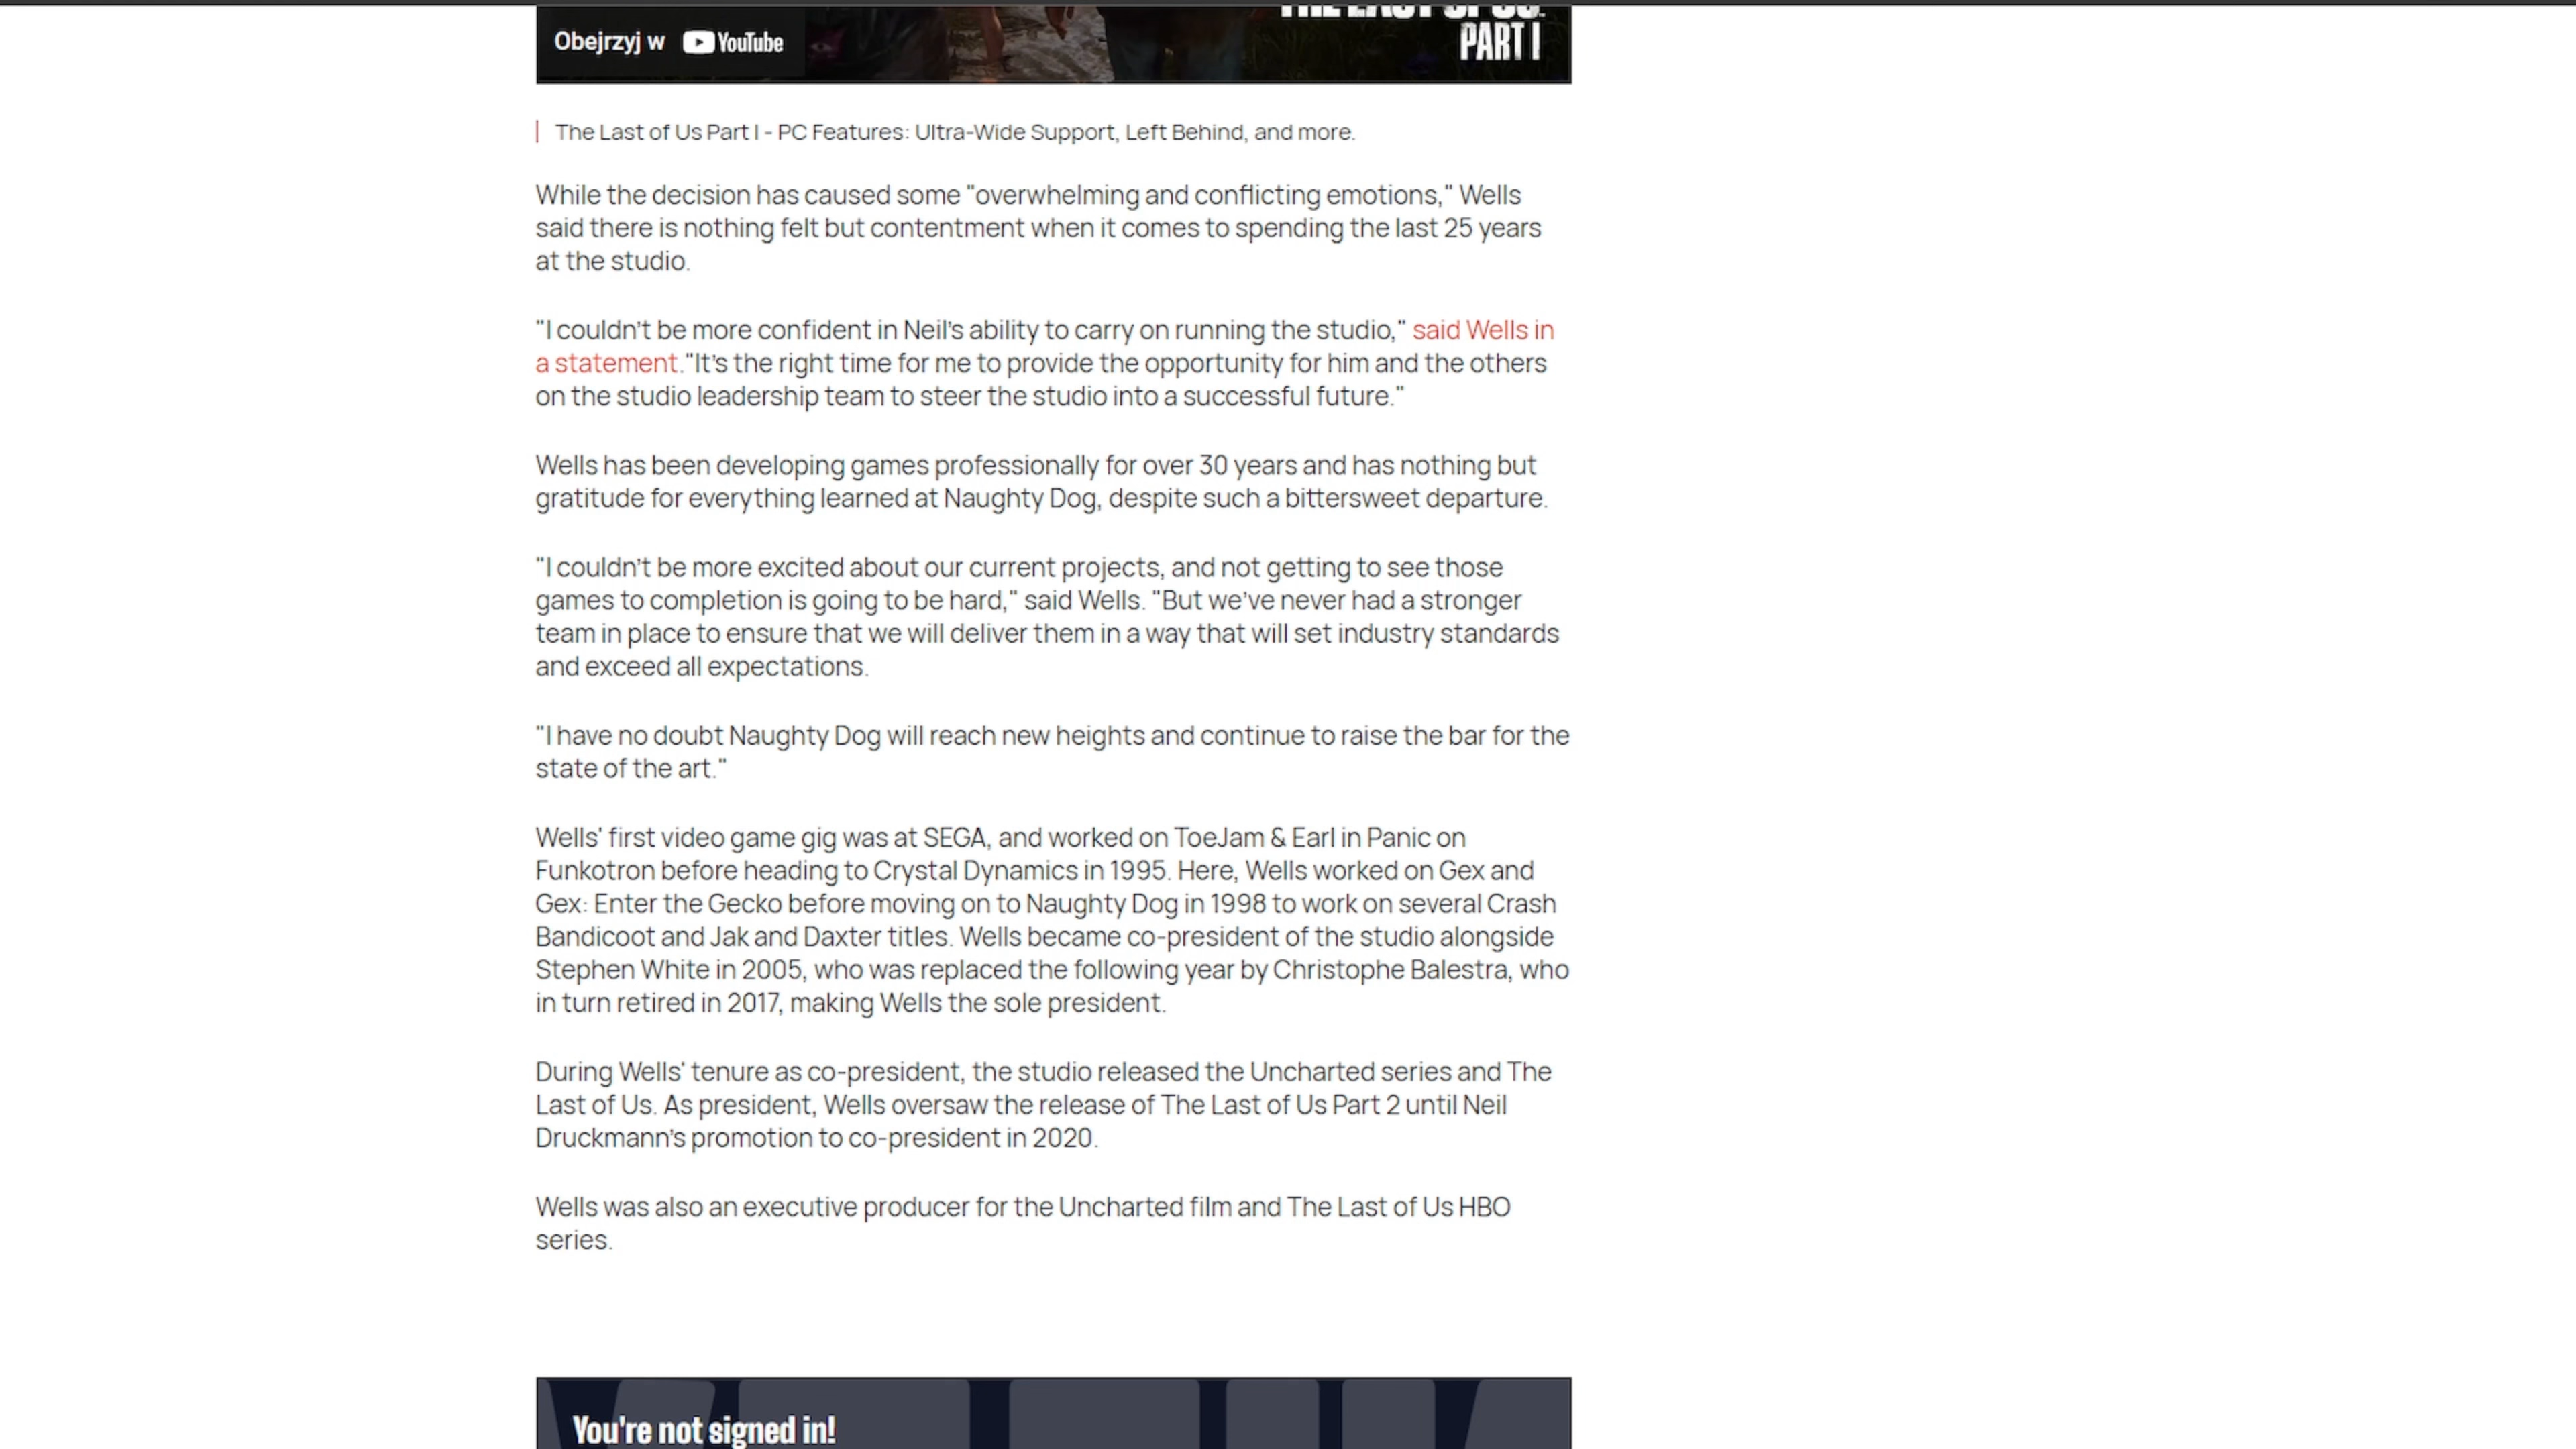 Obejrzyj w YouTube
THE LAST OF US
PART I
The Last of Us Part I - PC Features: Ultra-Wide Support, Left Behind, and more.
While the decision has caused some "overwhelming and conflicting emotions," Wells
said there is nothing felt but contentment when it comes to spending the last 25 years
at the studio.
"I couldn't be more confident in Neil's ability to carry on running the studio," said Wells in
a statement."It's the right time for me to provide the opportunity for him and the others
on the studio leadership team to steer the studio into a successful future."
Wells has been developing games professionally for over 30 years and has nothing but
gratitude for everything learned at Naughty Dog, despite such a bittersweet departure.
"I couldn't be more excited about our current projects, and not getting to see those
games to completion is going to be hard," said Wells. "But we've never had a stronger
team in place to ensure that we will deliver them in a way that will set industry standards
and exceed all expectations.
"I have no doubt Naughty Dog will reach new heights and continue to raise the bar for the
state of the art."
Wells' first video game gig was at SEGA, and worked on ToeJam & Earl in Panic on
Funkotron before heading to Crystal Dynamics in 1995. Here, Wells worked on Gex and
Gex: Enter the Gecko before moving on to Naughty Dog in 1998 to work on several Crash
Bandicoot and Jak and Daxter titles. Wells became co-president of the studio alongside
Stephen White in 2005, who was replaced the following year by Christophe Balestra, who
in turn retired in 2017, making Wells the sole president.
During Wells' tenure as co-president, the studio released the Uncharted series and The
Last of Us. As president, Wells oversaw the release of The Last of Us Part 2 until Neil
Druckmann's promotion to co-president in 2020.
Wells was also an executive producer for the Uncharted film and The Last of Us HBO
series.
You're not signed in!